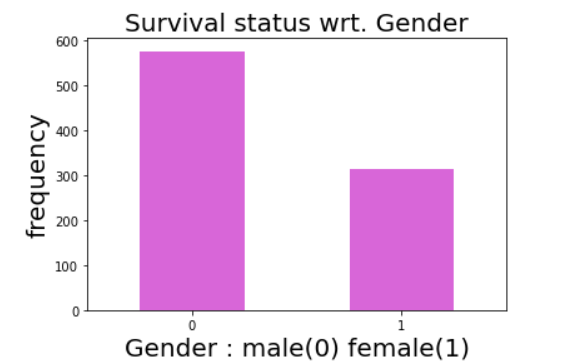 Survival status wrt. Gender
600
500
400
300
200
100
0
frequency
0 1
Gender : male(0) female(1)